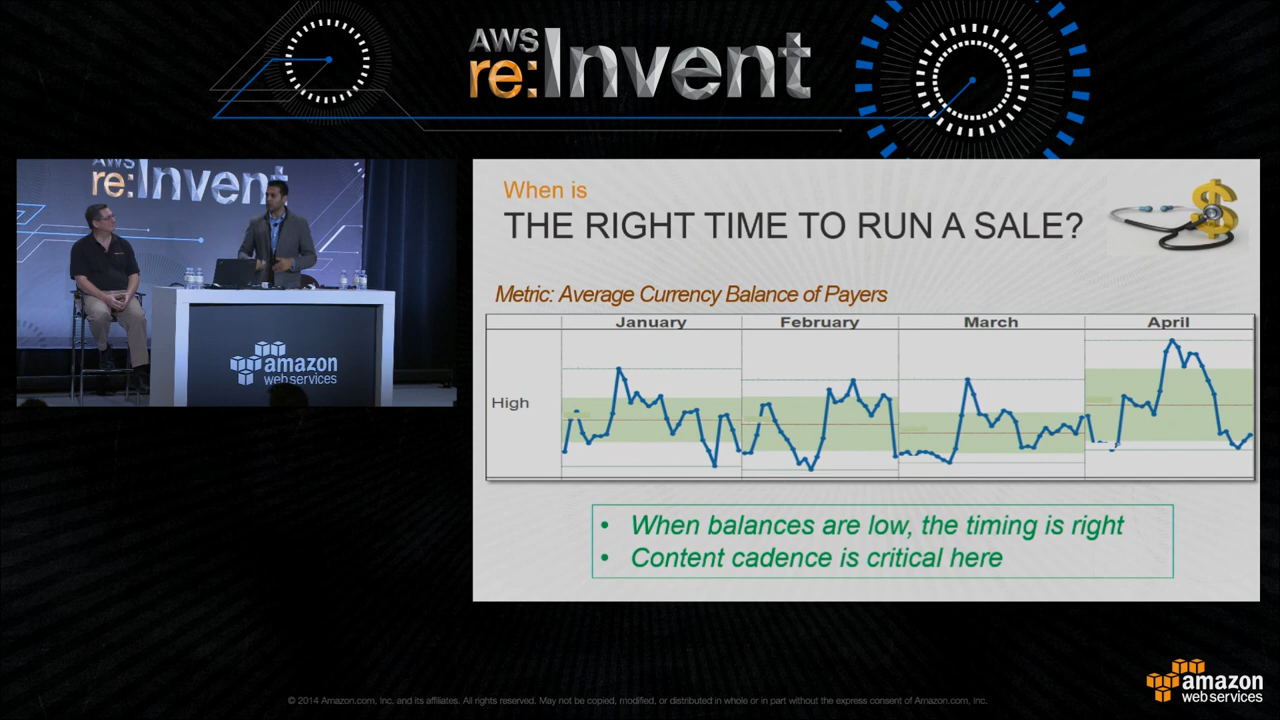 AWS
re:Invent
AWS
re:Invent
amazon
web services
When is
THE RIGHT TIME TO RUN A SALE?
$
Metric: Average Currency Balance of Payers
January February March April
High
• When balances are low, the timing is right
• Content cadence is critical here
© 2014 Amazon.com, Inc. and its affiliates. All rights reserved. May not be copied, modified, or distributed in whole or in part without the express consent of Amazon.com, Inc.
amazon
web services